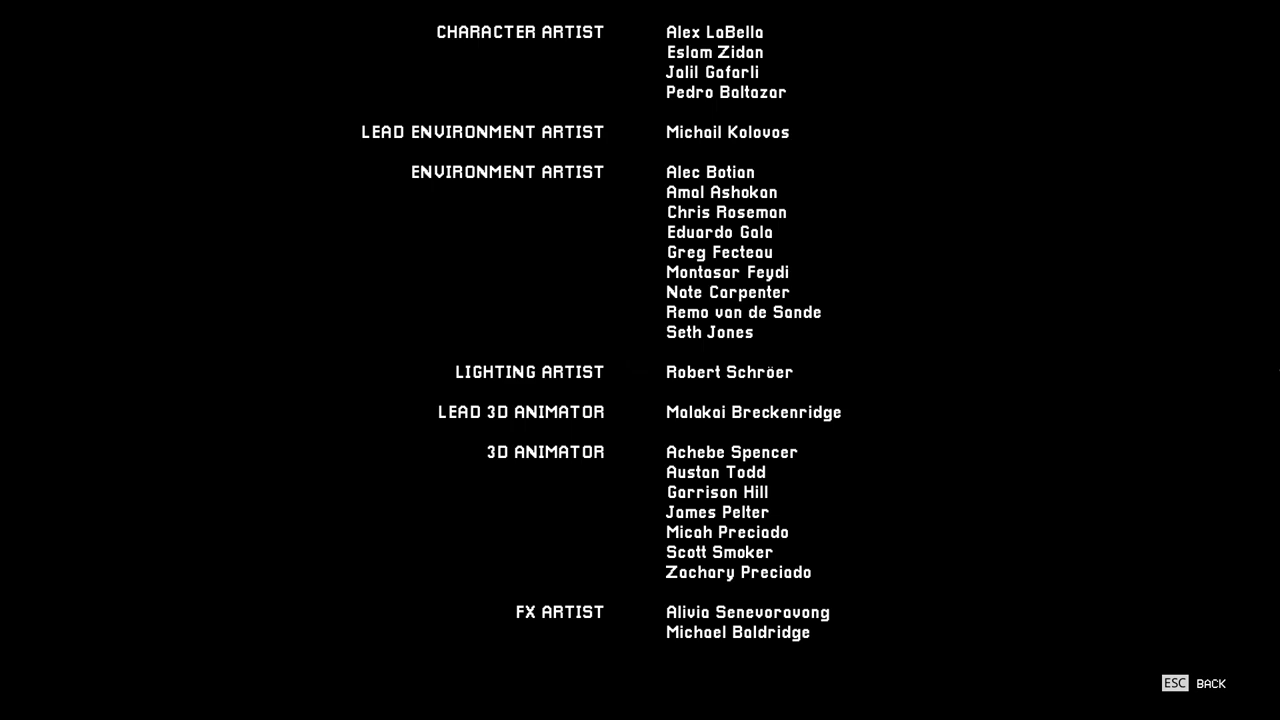 CHARACTER ARTIST Alex LaBella
Eslam Zidan
Jalil Gafarli
Pedro Baltazar
LEAD ENVIRONMENT ARTIST Michail Kolovos
ENVIRONMENT ARTIST Alec Botian
Amal Ashokan
Chris Roseman
Eduardo Gala
Greg Fecteau
Montasar Feydi
Nate Carpenter
Remo van de Sande
Seth Jones
LIGHTING ARTIST Robert Schröer
LEAD 3D ANIMATOR Malakai Breckenridge
3D ANIMATOR Achebe Spencer
Austan Todd
Garrison Hill
James Pelter
Micah Preciado
Scott Smoker
Zachary Preciado
FX ARTIST Alivia Senevoravong
Michael Baldridge
ESC BACK